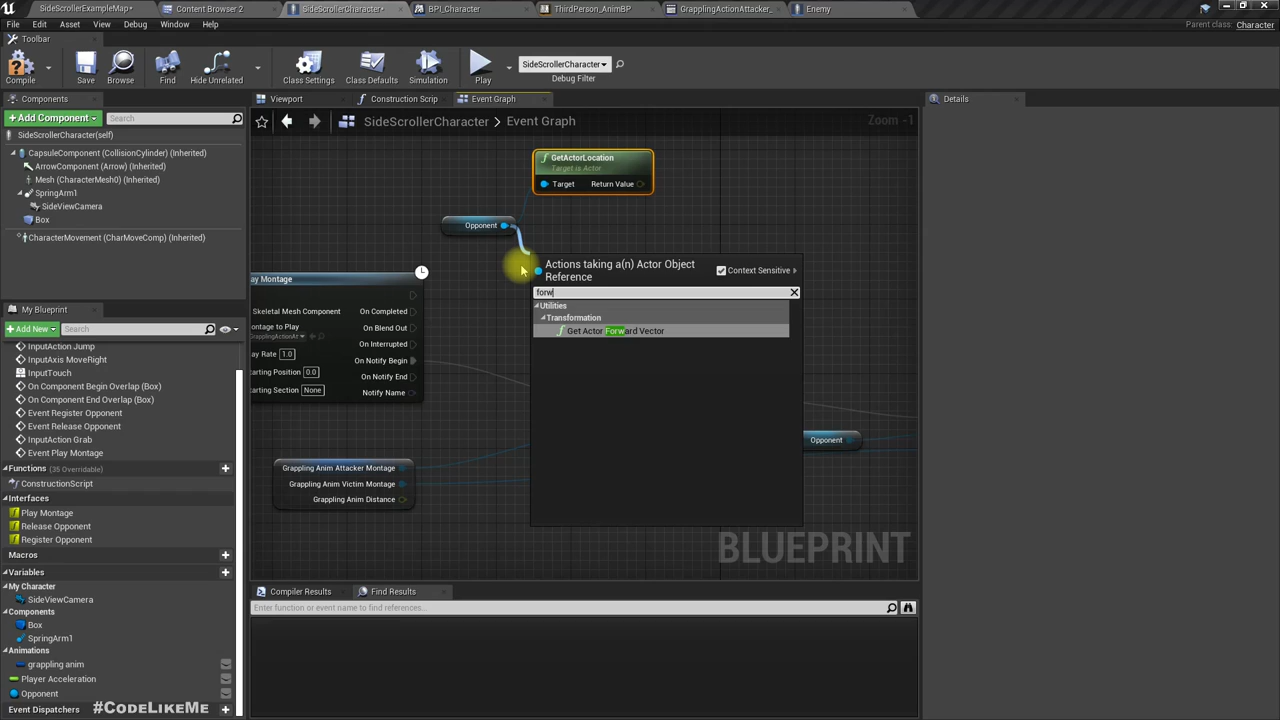 SideScrollerExampleMap•
Content Browser 2
SideScrollerCharacter•
BPI_Character
ThirdPerson_AnimBP
GrapplingActionAttacker_
Enemy
File
Edit
Asset
View
Debug
Window
Help
Parent class: Character
Toolbar
Compile
Save
Browse
Find
Hide Unrelated
Class Settings
Class Defaults
Simulation
Play
SideScrollerCharacter
Debug Filter
Components
+ Add Component
Search
SideScrollerCharacter(self)
CapsuleComponent (CollisionCylinder) (Inherited)
ArrowComponent (Arrow) (Inherited)
Mesh (CharacterMesh0) (Inherited)
SpringArm1
SideViewCamera
Box
CharacterMovement (CharMoveComp) (Inherited)
My Blueprint
+ Add New
Search
InputAction Jump
InputAxis MoveRight
InputTouch
On Component Begin Overlap (Box)
On Component End Overlap (Box)
Event Register Opponent
Event Release Opponent
InputAction Grab
Event Play Montage
Functions (35 Overridable)
ConstructionScript
Interfaces
Play Montage
Release Opponent
Register Opponent
Macros
Variables
My Character
SideViewCamera
Components
Box
SpringArm1
Animations
grappling anim
Player Acceleration
Opponent
Event Dispatchers
#CodeLikeMe
Viewport
Construction Scrip
Event Graph
SideScrollerCharacter > Event Graph
Zoom -1
GetActorLocation
Target is Actor
Target
Return Value
Opponent
ay Montage
Skeletal Mesh Component
On Completed
ontage to Play
On Blend Out
GrapplingActionAt
On Interrupted
ay Rate 1.0
On Notify Begin
tarting Position 0.0
On Notify End
tarting Section None
Notify Name
Grappling Anim Attacker Montage
Grappling Anim Victim Montage
Grappling Anim Distance
Actions taking a(n) Actor Object
Reference
Context Sensitive
forw
Utilities
Transformation
Get Actor Forward Vector
Opponent
BLUEPRINT
Compiler Results
Find Results
Enter function or event name to find references...
Details